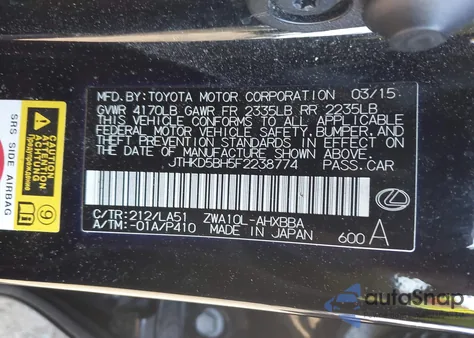 MFD. BY: TOYOTA MOTOR CORPORATION 03/15
GVWR 4170LB GAWR FR 2335LB RR 2235LB
THIS VEHICLE CONFORMS TO ALL APPLICABLE
FEDERAL MOTOR VEHICLE SAFETY, BUMPER, AND
THEFT PREVENTION STANDARDS IN EFFECT ON
THE DATE OF MANUFACTURE SHOWN ABOVE.
JTHKD5BH5F2238774 PASS.CAR
C/TR:212/LA51 ZWA10L-AHXBBA
A/TM:-01A/P410 MADE IN JAPAN 600 A
SRS SIDE AIRBAG
ACHTUNG
9
autoSnap